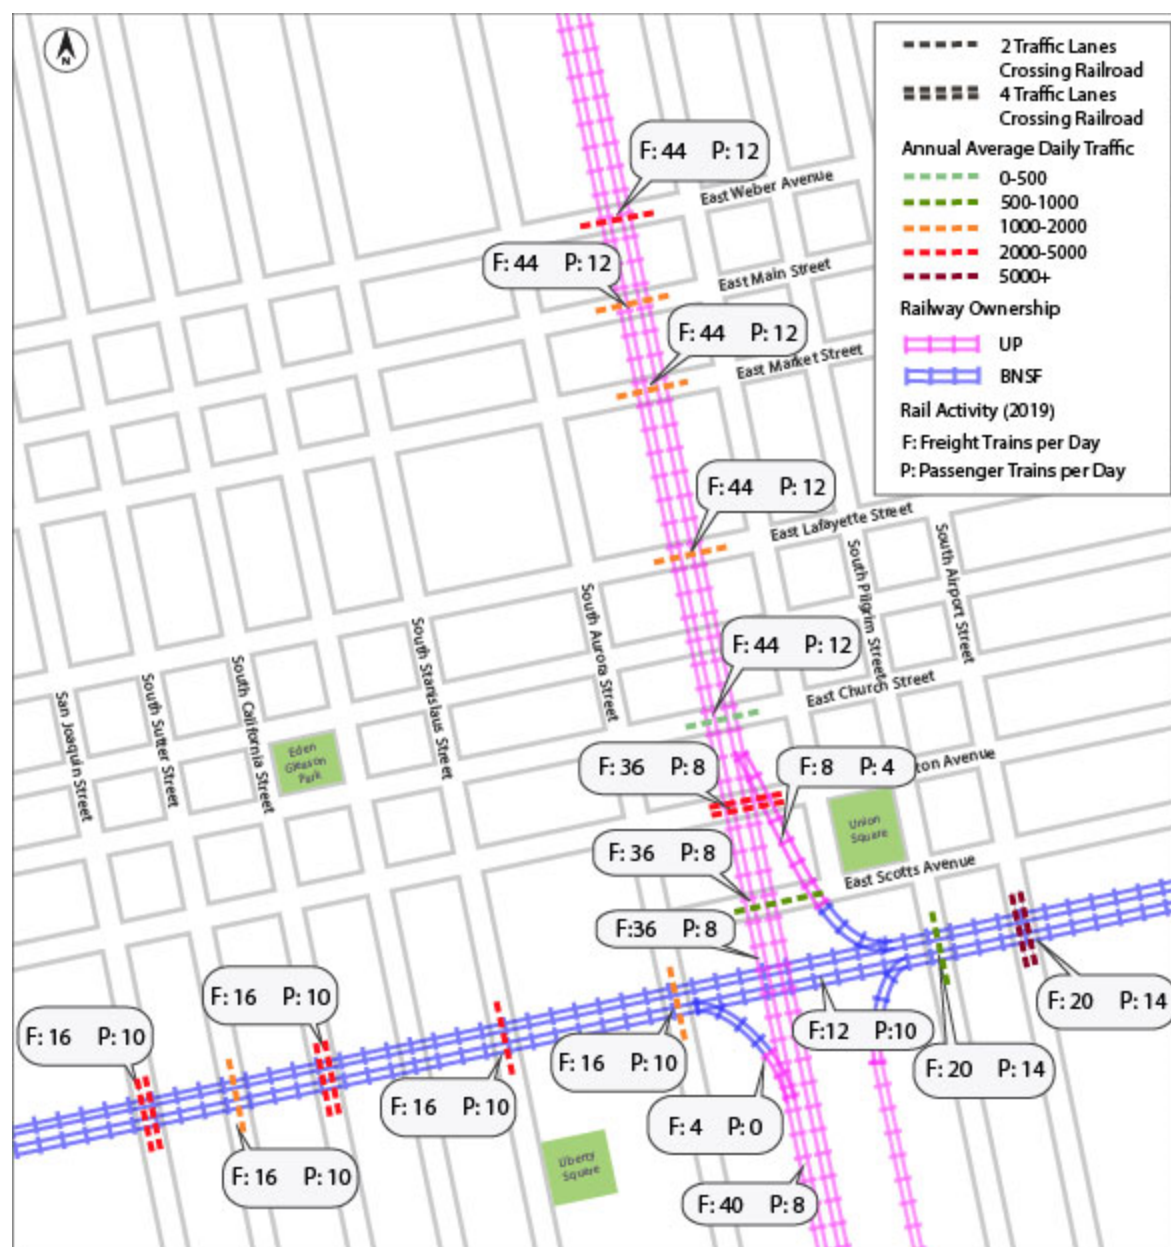 N
2 Traffic Lanes
Crossing Railroad
4 Traffic Lanes
Crossing Railroad
Annual Average Daily Traffic
0-500
500-1000
1000-2000
2000-5000
5000+
Railway Ownership
UP
BNSF
Rail Activity (2019)
F: Freight Trains per Day
P: Passenger Trains per Day
F: 44 P: 12
East Weber Avenue
F: 44 P: 12
East Main Street
F: 44 P: 12
East Market Street
F: 44 P: 12
East Lafayette Street
South Pilgrim Street
South Airport Street
South Aurora Street
South Stanislaus Street
South California Street
South Sutter Street
San Joaquin Street
F: 44 P: 12
East Church Street
Eden
Gleason
Park
F: 36 P: 8
F: 8 P: 4
ton Avenue
Union
Square
F: 36 P: 8
East Scotts Avenue
F:36 P: 8
F: 16 P: 10
F: 16 P: 10
F: 16 P: 10
F: 16 P: 10
F:12 P:10
F: 20 P: 14
F: 20 P: 14
F: 16 P: 10
F: 4 P: 0
Liberty
Square
F: 40 P: 8